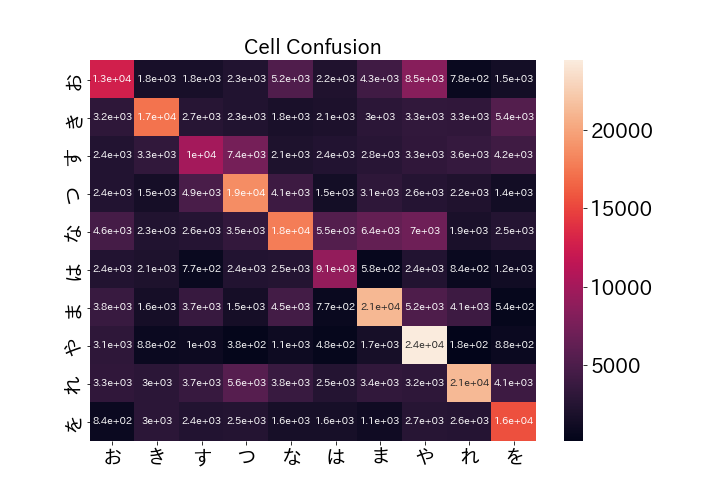 Cell Confusion
お 1.3e+04 1.8e+03 1.8e+03 2.3e+03 5.2e+03 2.2e+03 4.3e+03 8.5e+03 7.8e+02 1.5e+03
き 3.2e+03 1.7e+04 2.7e+03 2.3e+03 1.8e+03 2.1e+03 3e+03 3.3e+03 3.3e+03 5.4e+03
す 2.4e+03 3.3e+03 1e+04 7.4e+03 2.1e+03 2.4e+03 2.8e+03 3.3e+03 3.6e+03 4.2e+03
つ 2.4e+03 1.5e+03 4.9e+03 1.9e+04 4.1e+03 1.5e+03 3.1e+03 2.6e+03 2.2e+03 1.4e+03
な 4.6e+03 2.3e+03 2.6e+03 3.5e+03 1.8e+04 5.5e+03 6.4e+03 7e+03 1.9e+03 2.5e+03
は 2.4e+03 2.1e+03 7.7e+02 2.4e+03 2.5e+03 9.1e+03 5.8e+02 2.4e+03 8.4e+02 1.2e+03
ま 3.8e+03 1.6e+03 3.7e+03 1.5e+03 4.5e+03 7.7e+02 2.1e+04 5.2e+03 4.1e+03 5.4e+02
や 3.1e+03 8.8e+02 1e+03 3.8e+02 1.1e+03 4.8e+02 1.7e+03 2.4e+04 1.8e+02 8.8e+02
れ 3.3e+03 3e+03 3.7e+03 5.6e+03 3.8e+03 2.5e+03 3.4e+03 3.2e+03 2.1e+04 4.1e+03
を 8.4e+02 3e+03 2.4e+03 2.5e+03 1.6e+03 1.6e+03 1.1e+03 2.7e+03 2.6e+03 1.6e+04
お き す つ な は ま や れ を
20000
15000
10000
5000